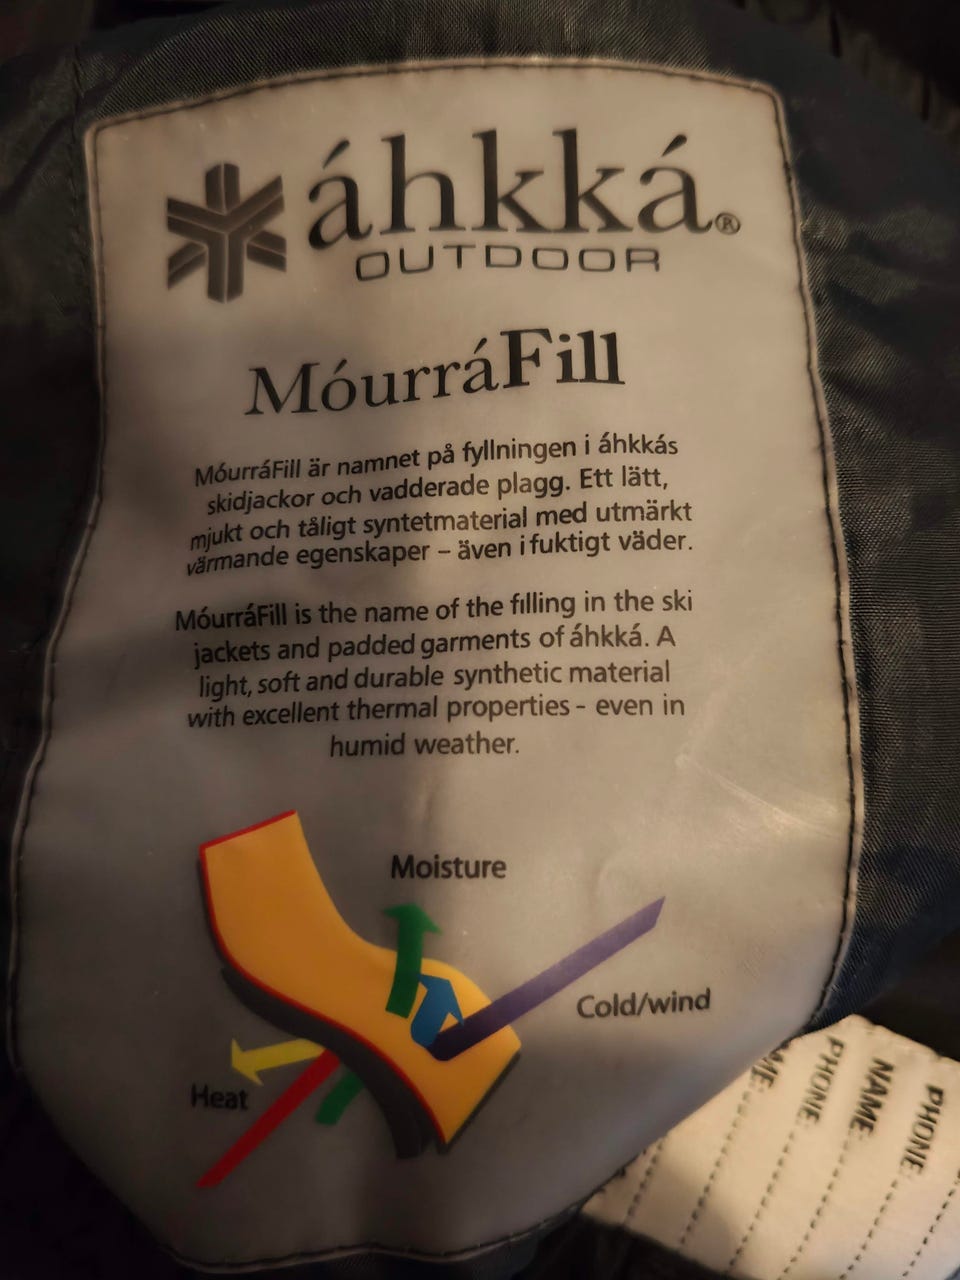 áhkká®
OUTDOOR
MóurráFill
MóurráFill är namnet på fyllningen i áhkkás
skidjackor och vadderade plagg. Ett lätt,
mjukt och tåligt syntetmaterial med utmärkt
värmande egenskaper – även i fuktigt väder.
MóurráFill is the name of the filling in the ski
jackets and padded garments of áhkká. A
light, soft and durable synthetic material
with excellent thermal properties - even in
humid weather.
Moisture
Cold/wind
Heat
PHONE:
NAME:
PHONE: